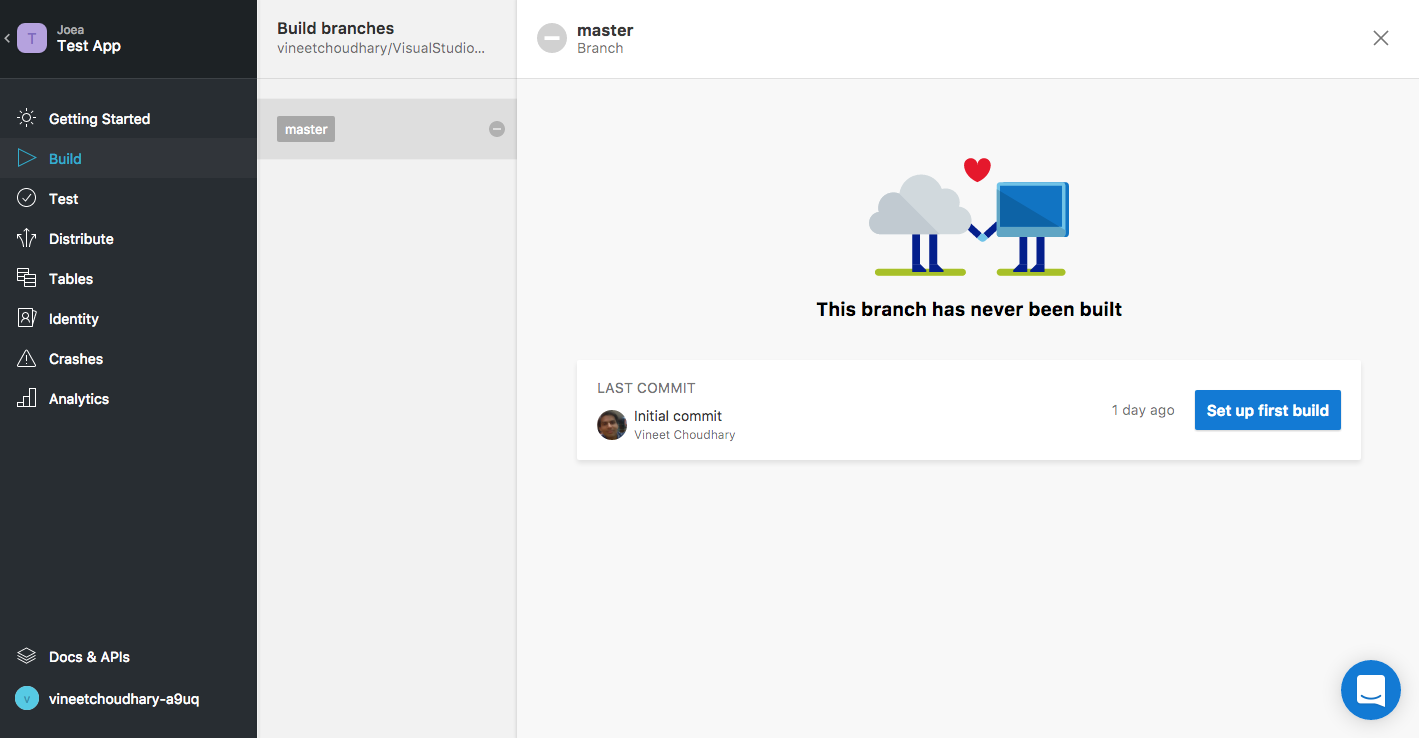 T
Joea
Test App
Getting Started
Build
Test
Distribute
Tables
Identity
Crashes
Analytics
Docs & APIs
v
vineetchoudhary-a9uq
Build branches
vineetchoudhary/VisualStudio...
master
master
Branch
This branch has never been built
LAST COMMIT
Initial commit
Vineet Choudhary
1 day ago
Set up first build